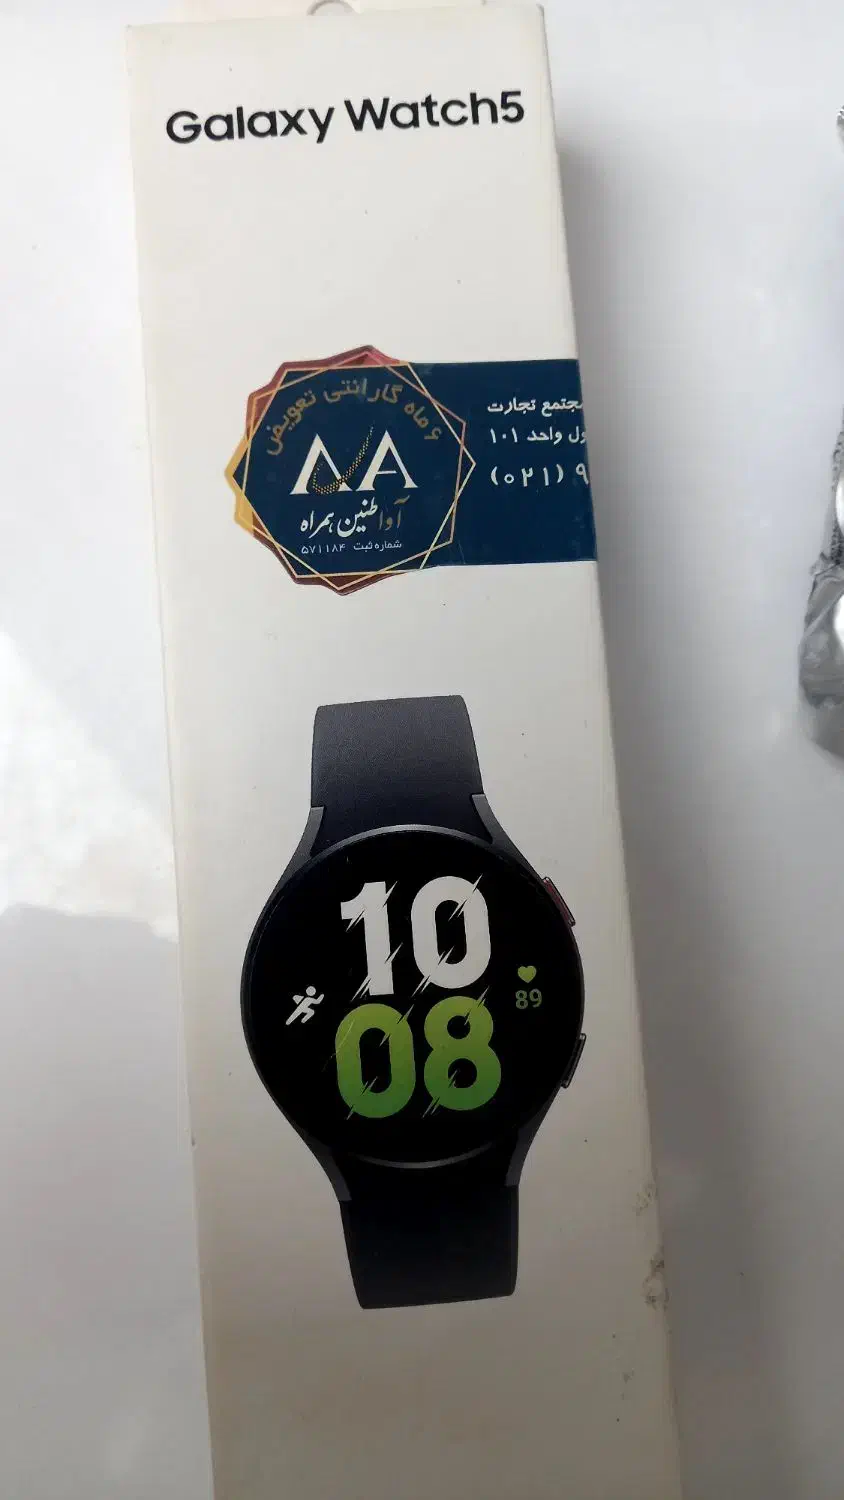 Galaxy Watch5
۶ ماه گارانتی تعویض
AVA
آوا طنین همراه
شماره ثبت ۵۷۱۱۸۴
مجتمع تجارت
ول واحد ۱۰۱
(۰۲۱) ۹
10
08
89